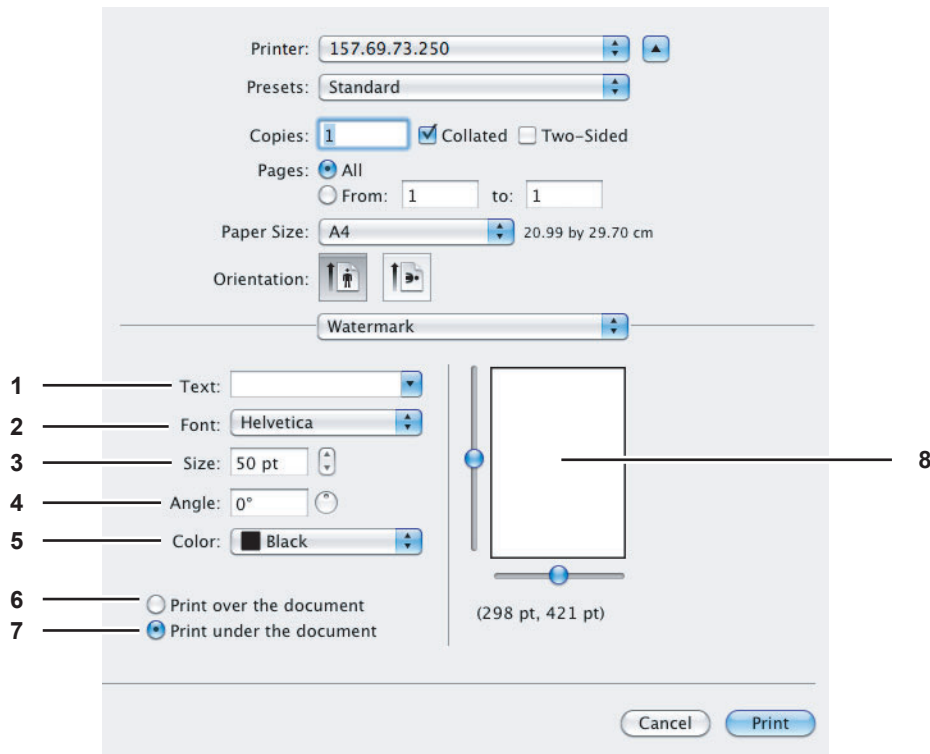 Printer: 157.69.73.250
Presets: Standard
Copies: 1 Collated Two-Sided
Pages: All
From: 1 to: 1
Paper Size: A4 20.99 by 29.70 cm
Orientation:
Watermark
1 Text:
2 Font: Helvetica
3 Size: 50 pt
4 Angle: 0°
5 Color: Black
6 Print over the document
7 Print under the document
8
(298 pt, 421 pt)
Cancel Print